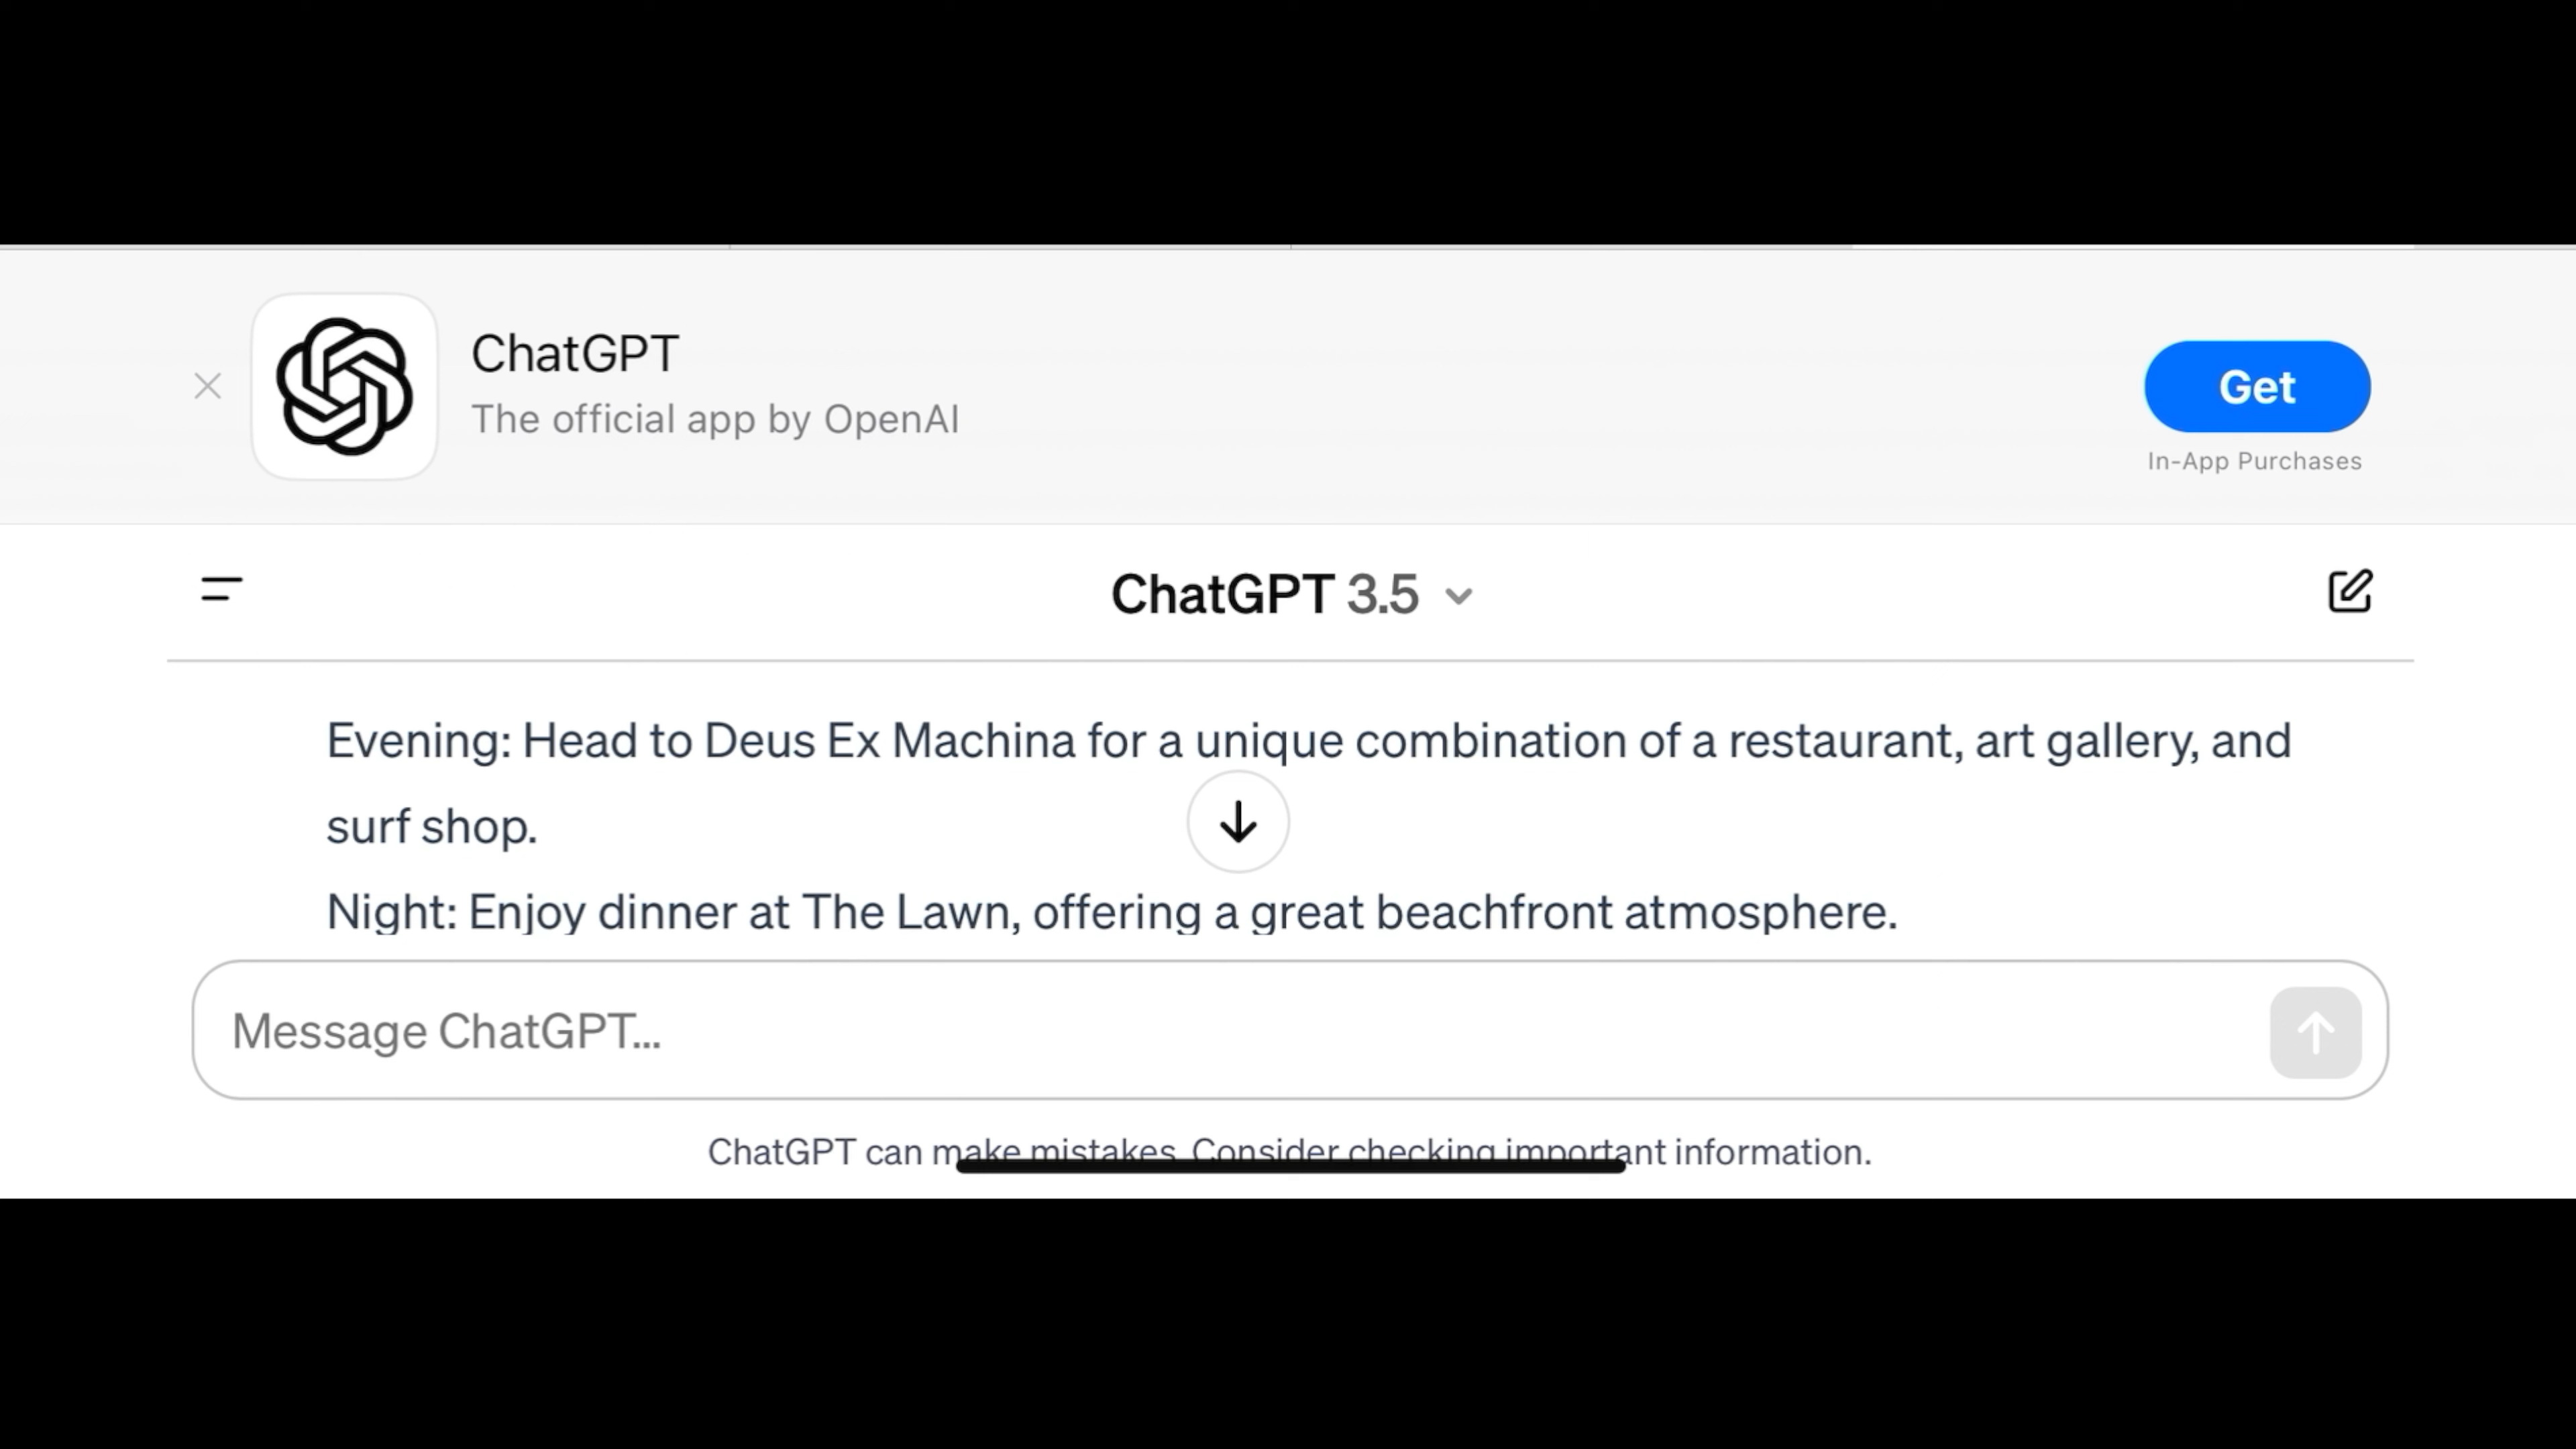 ChatGPT
The official app by OpenAI
Get
In-App Purchases
ChatGPT 3.5
Evening: Head to Deus Ex Machina for a unique combination of a restaurant, art gallery, and
surf shop.
Night: Enjoy dinner at The Lawn, offering a great beachfront atmosphere.
Message ChatGPT...
ChatGPT can make mistakes. Consider checking important information.